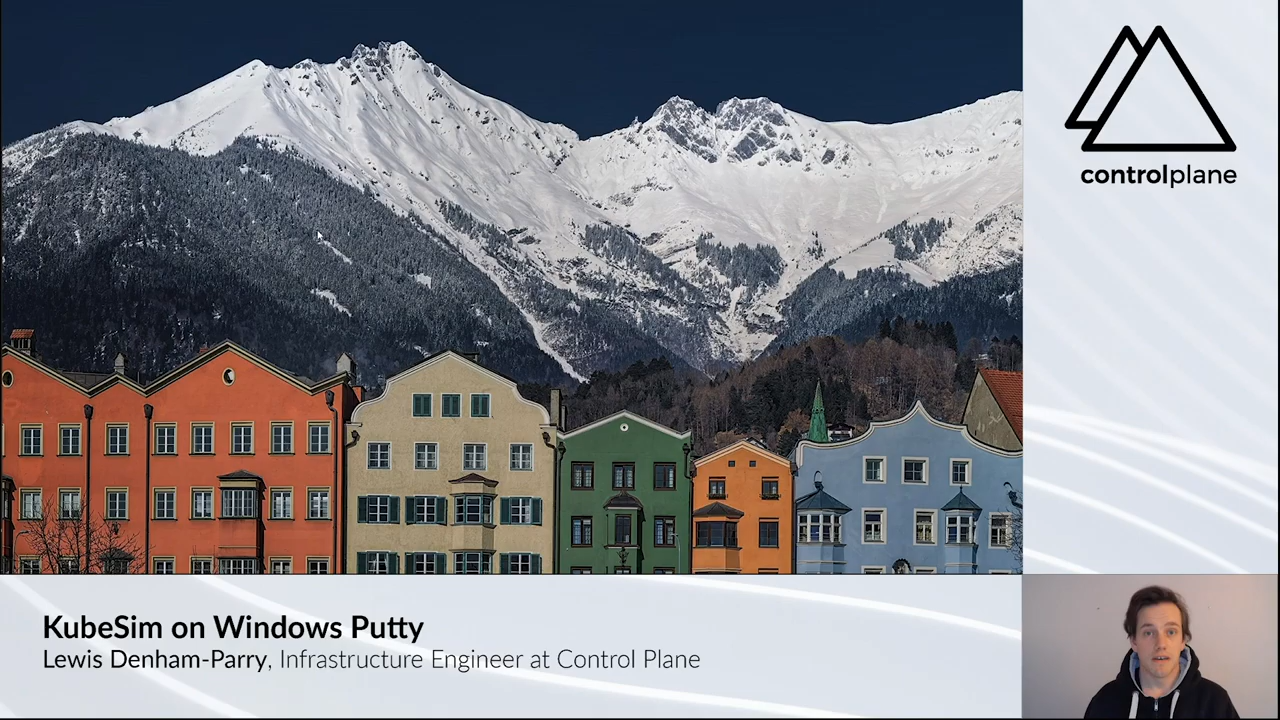 controlplane
KubeSim on Windows Putty
Lewis Denham-Parry, Infrastructure Engineer at Control Plane